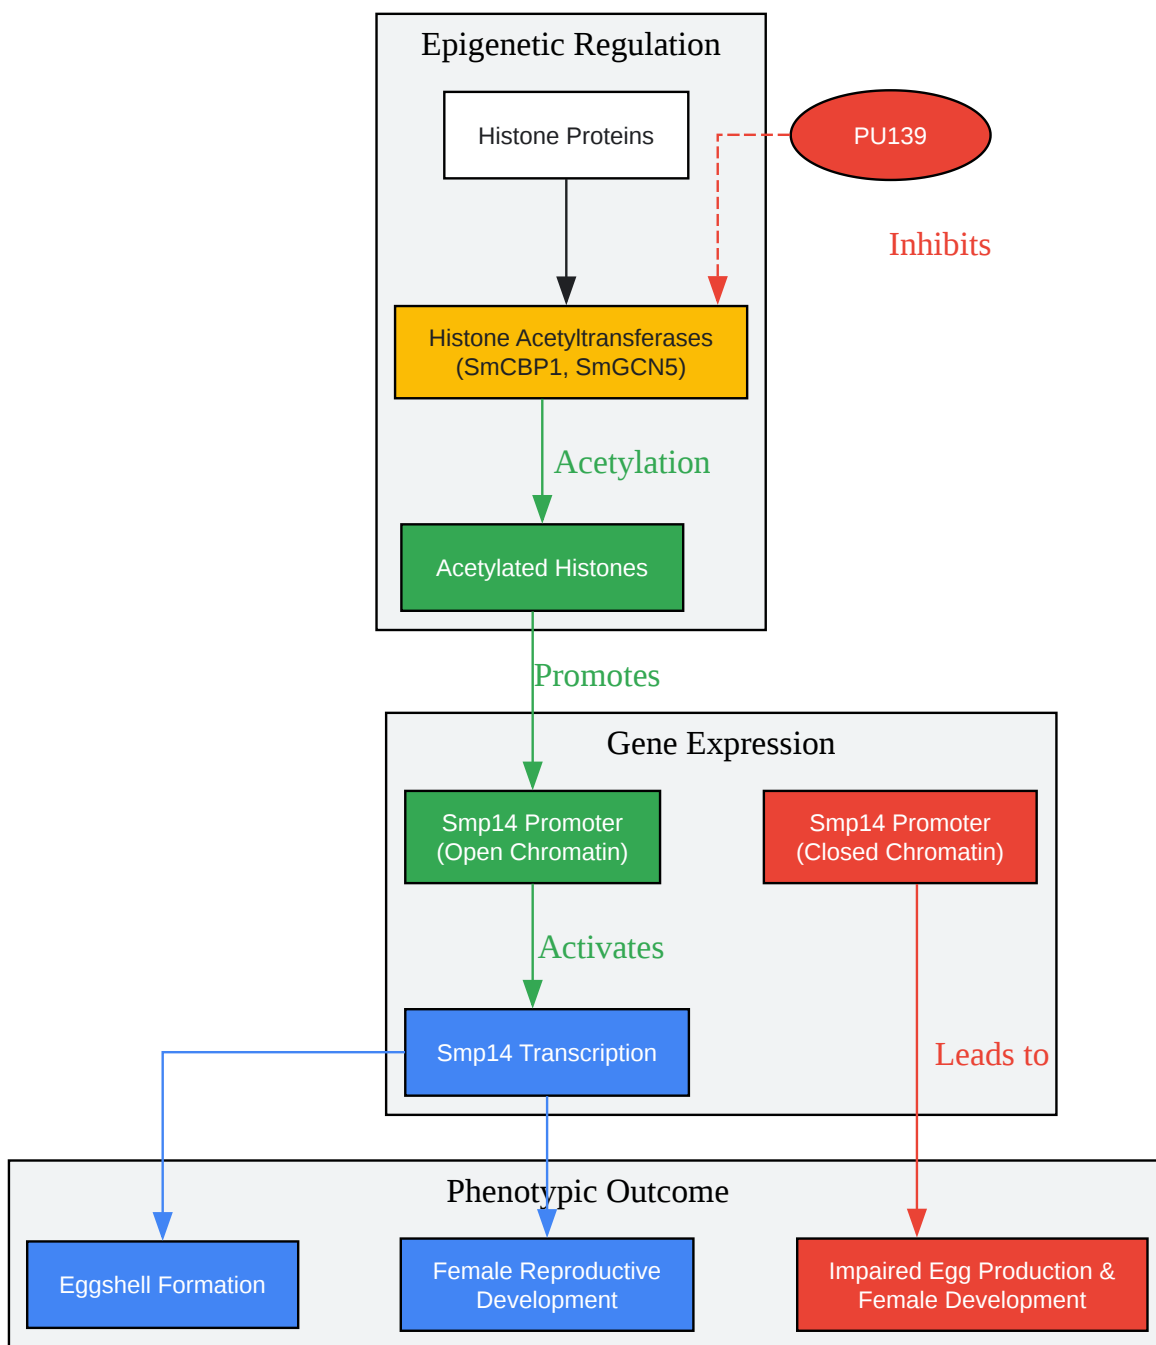 Epigenetic Regulation
Histone Proteins
PU139
Inhibits
Histone Acetyltransferases
(SmCBP1, SmGCN5)
Acetylation
Acetylated Histones
Promotes
Gene Expression
Smp14 Promoter
(Open Chromatin)
Smp14 Promoter
(Closed Chromatin)
Activates
Smp14 Transcription
Leads to
Phenotypic Outcome
Eggshell Formation
Female Reproductive
Development
Impaired Egg Production &
Female Development